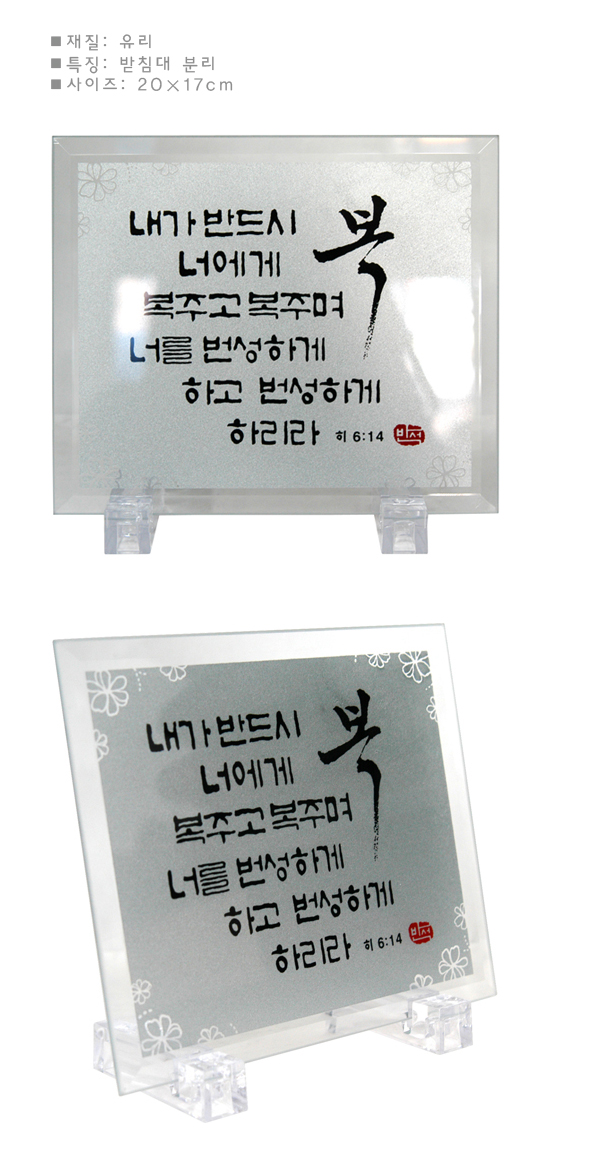 ■재질: 유리
■특징: 받침대 분리
■사이즈: 20×17cm
내가 반드시 복
너에게
복주고 복주며
너를 번성하게
하고 번성하게
하리라 히 6:14 반석
내가 반드시 복
너에게
복주고 복주며
너를 번성하게
하고 번성하게
하리라 히 6:14 반석